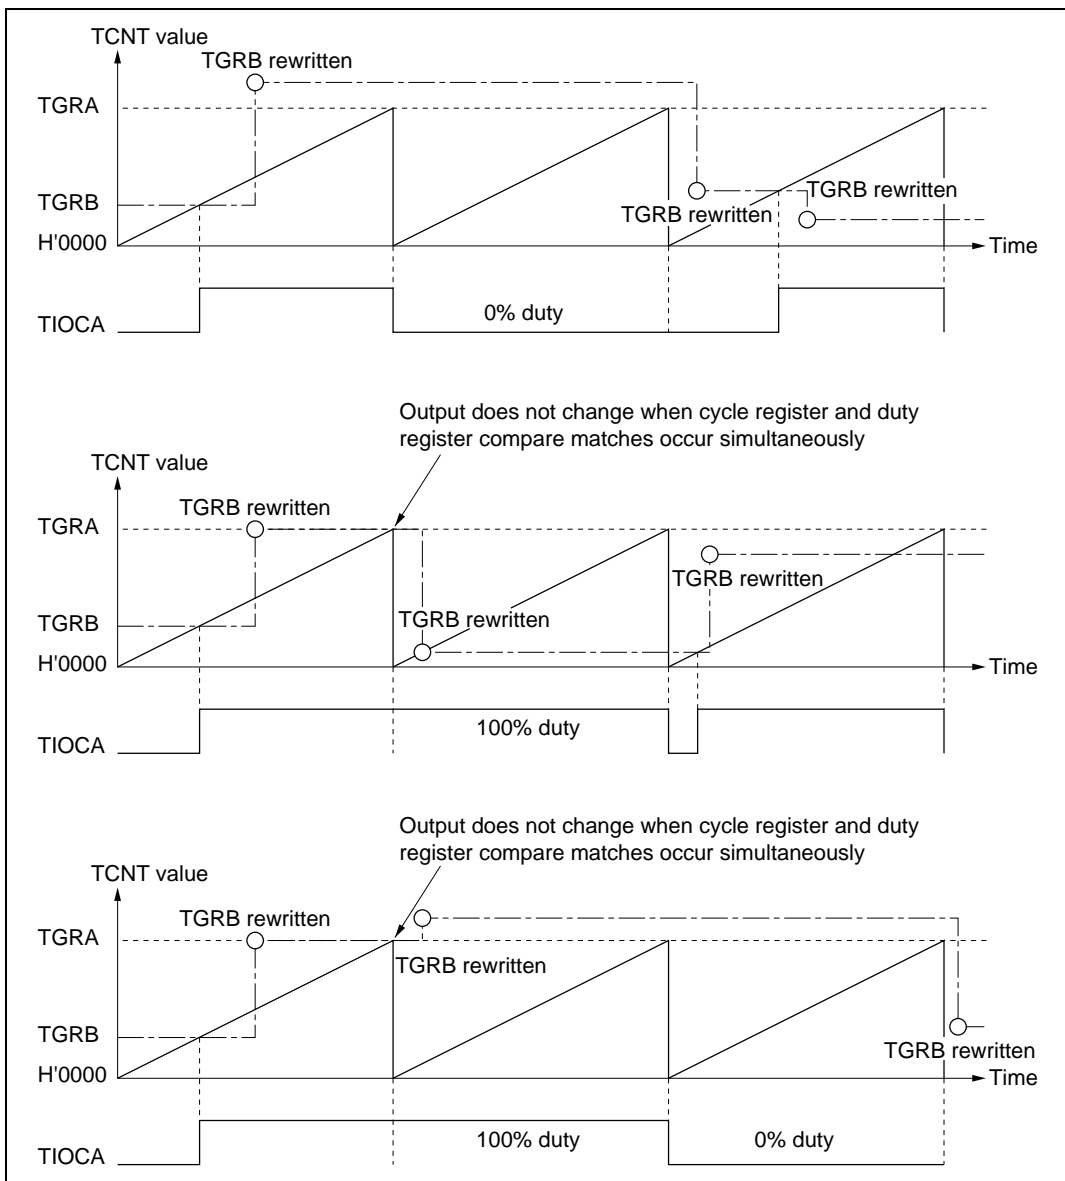 TCNT value
TGRB rewritten
TGRA
TGRB rewritten
TGRB
TGRB rewritten
H'0000
Time
0% duty
TIOCA
Output does not change when cycle register and duty
register compare matches occur simultaneously
TCNT value
TGRB rewritten
TGRA
TGRB rewritten
TGRB rewritten
TGRB
H'0000
Time
100% duty
TIOCA
Output does not change when cycle register and duty
register compare matches occur simultaneously
TCNT value
TGRB rewritten
TGRA
TGRB rewritten
TGRB
TGRB rewritten
H'0000
Time
100% duty
0% duty
TIOCA